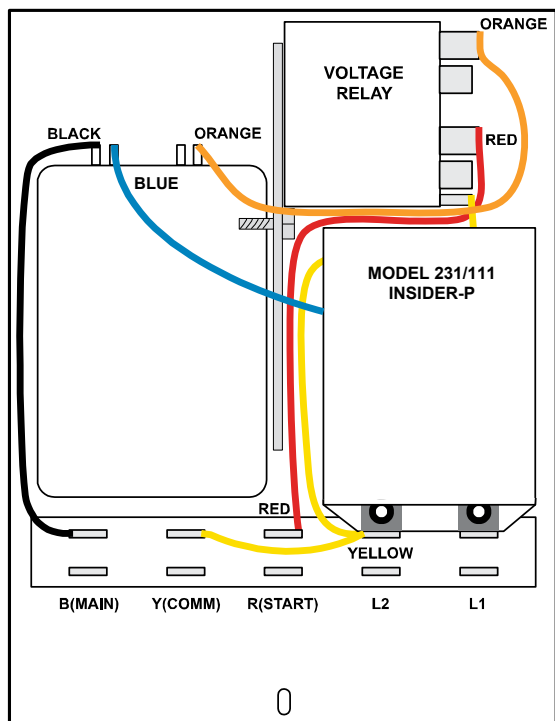 ORANGE
VOLTAGE
RELAY
BLACK
ORANGE
RED
BLUE
MODEL 231/111
INSIDER-P
RED
YELLOW
B(MAIN) Y(COMM) R(START) L2 L1